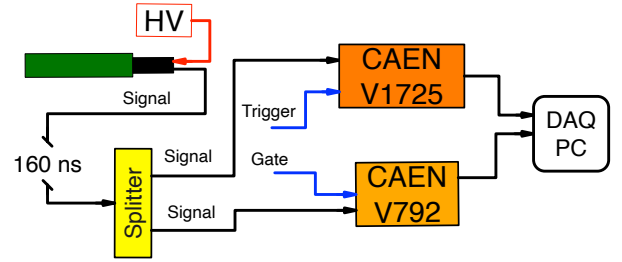 HV
CAEN
V1725
Signal
Trigger
DAQ
PC
160 ns
Splitter
Signal
Gate
CAEN
V792
Signal